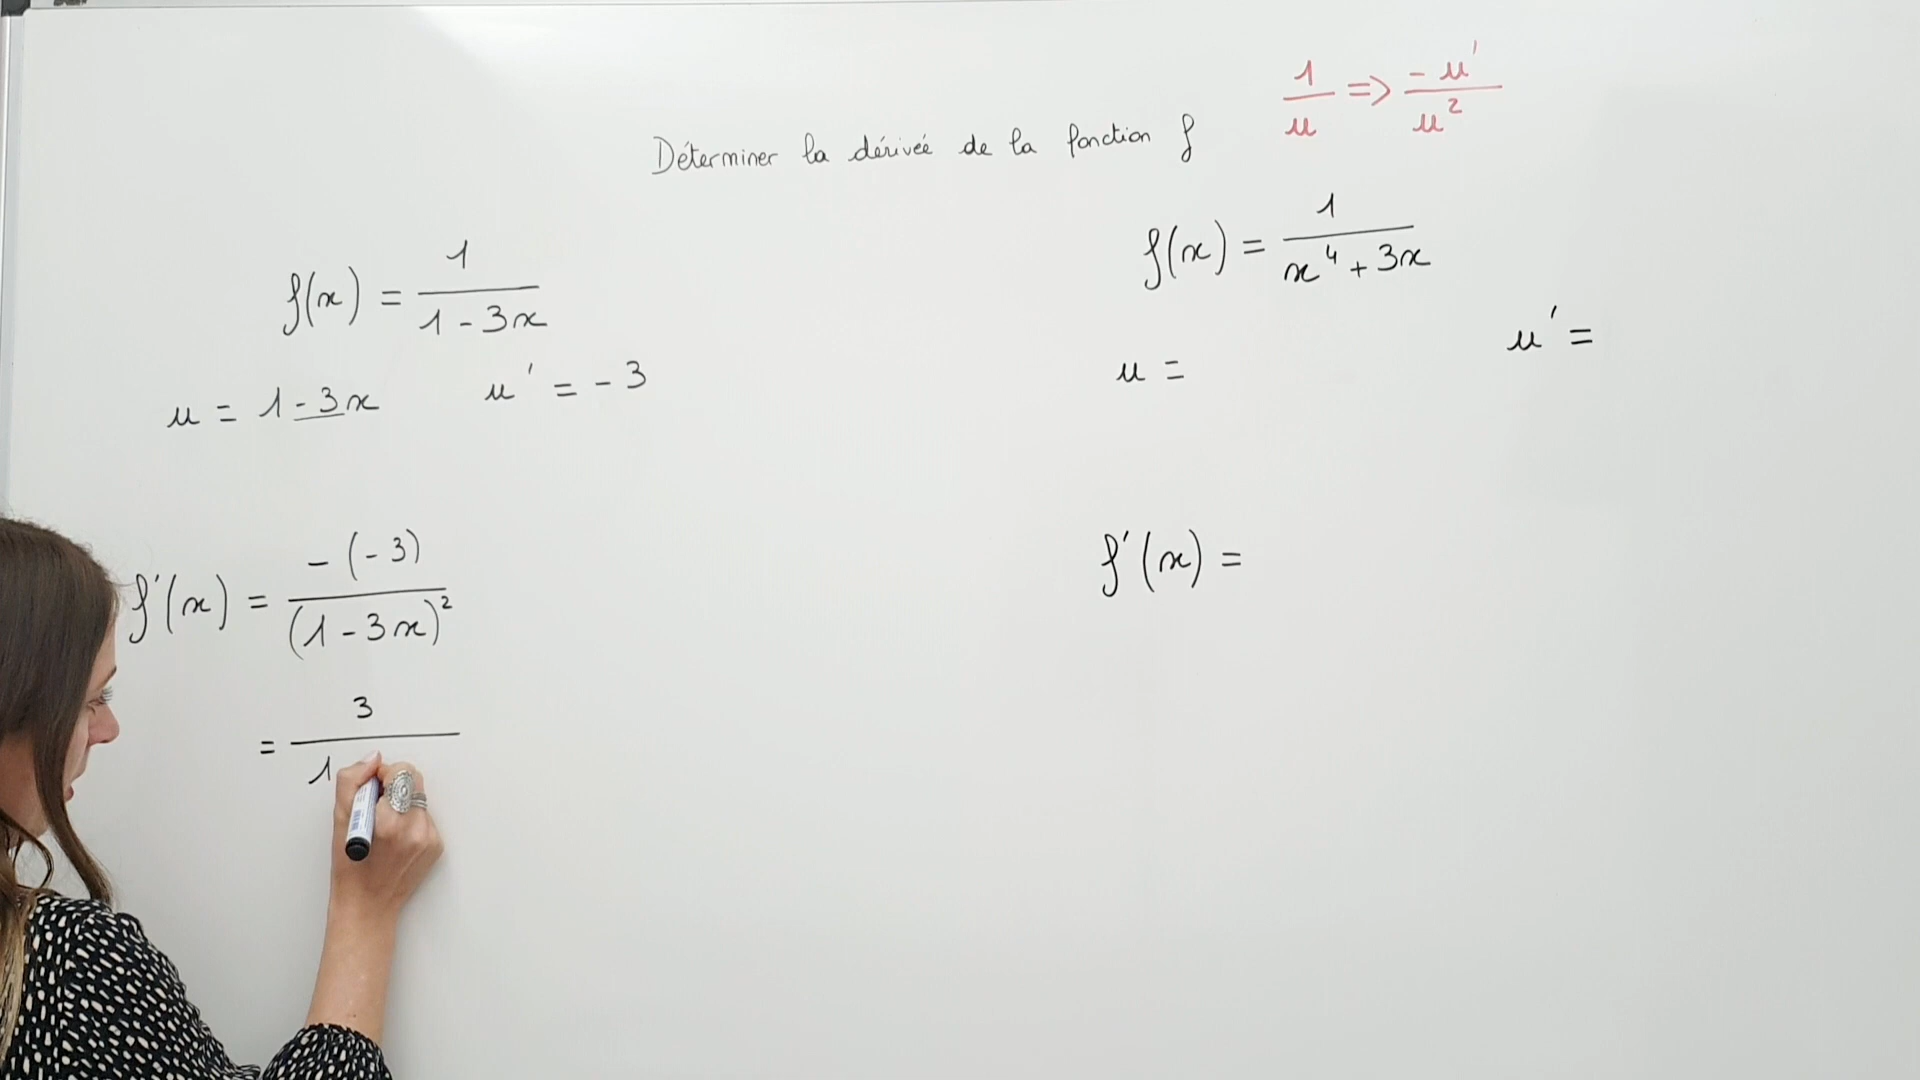 Déterminer la dérivée de la fonction f
1/u => -u'/u²
f(x) = 1/(1-3x)
u = 1-3x u' = -3
f'(x) = -(-3)/(1-3x)²
= 3/1
f(x) = 1/(x⁴+3x)
u = u' =
f'(x) =